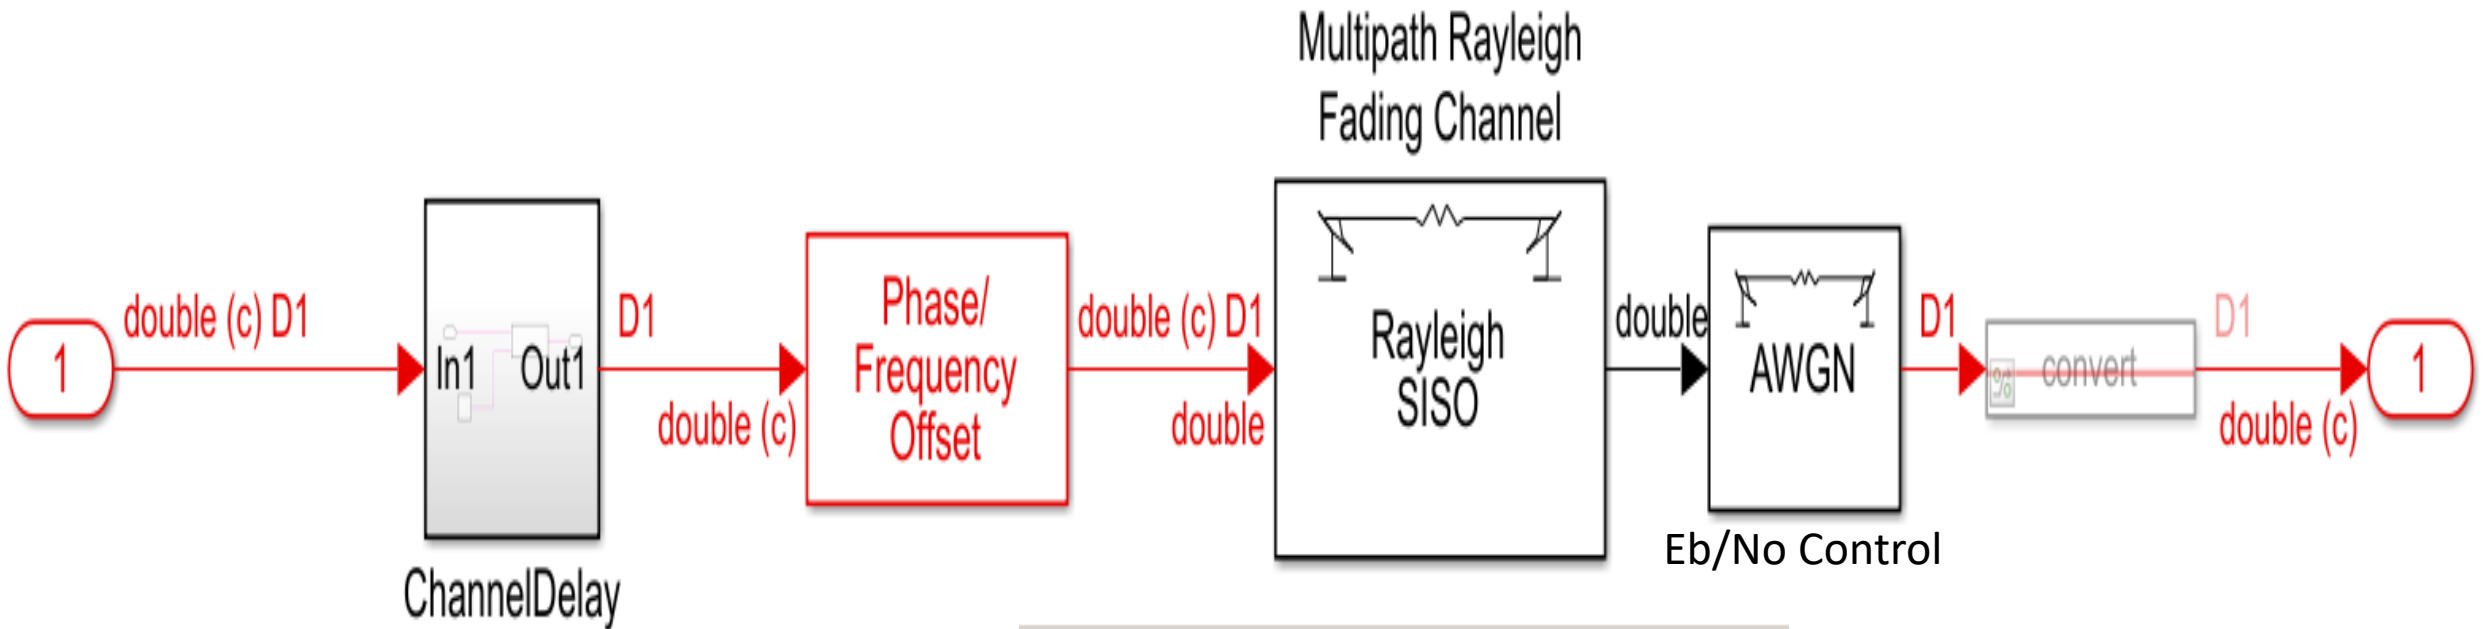 Multipath Rayleigh
Fading Channel
1
double (c) D1
In1
Out1
ChannelDelay
D1
double (c)
Phase/
Frequency
Offset
double (c) D1
double
Rayleigh
SISO
double
AWGN
Eb/No Control
D1
convert
D1
double (c)
1